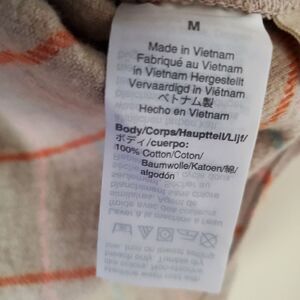 M
Made in Vietnam
Fabriqué au Vietnam
in Vietnam Hergestellt
Vervaardigd in Vietnam
ベトナム製
Hecho en Vietnam
Body/Corps/Hauptteil/Lijf/
ボディ/cuerpo:
100% Cotton/Coton/
Baumwolle/Katoen/綿/
algodón